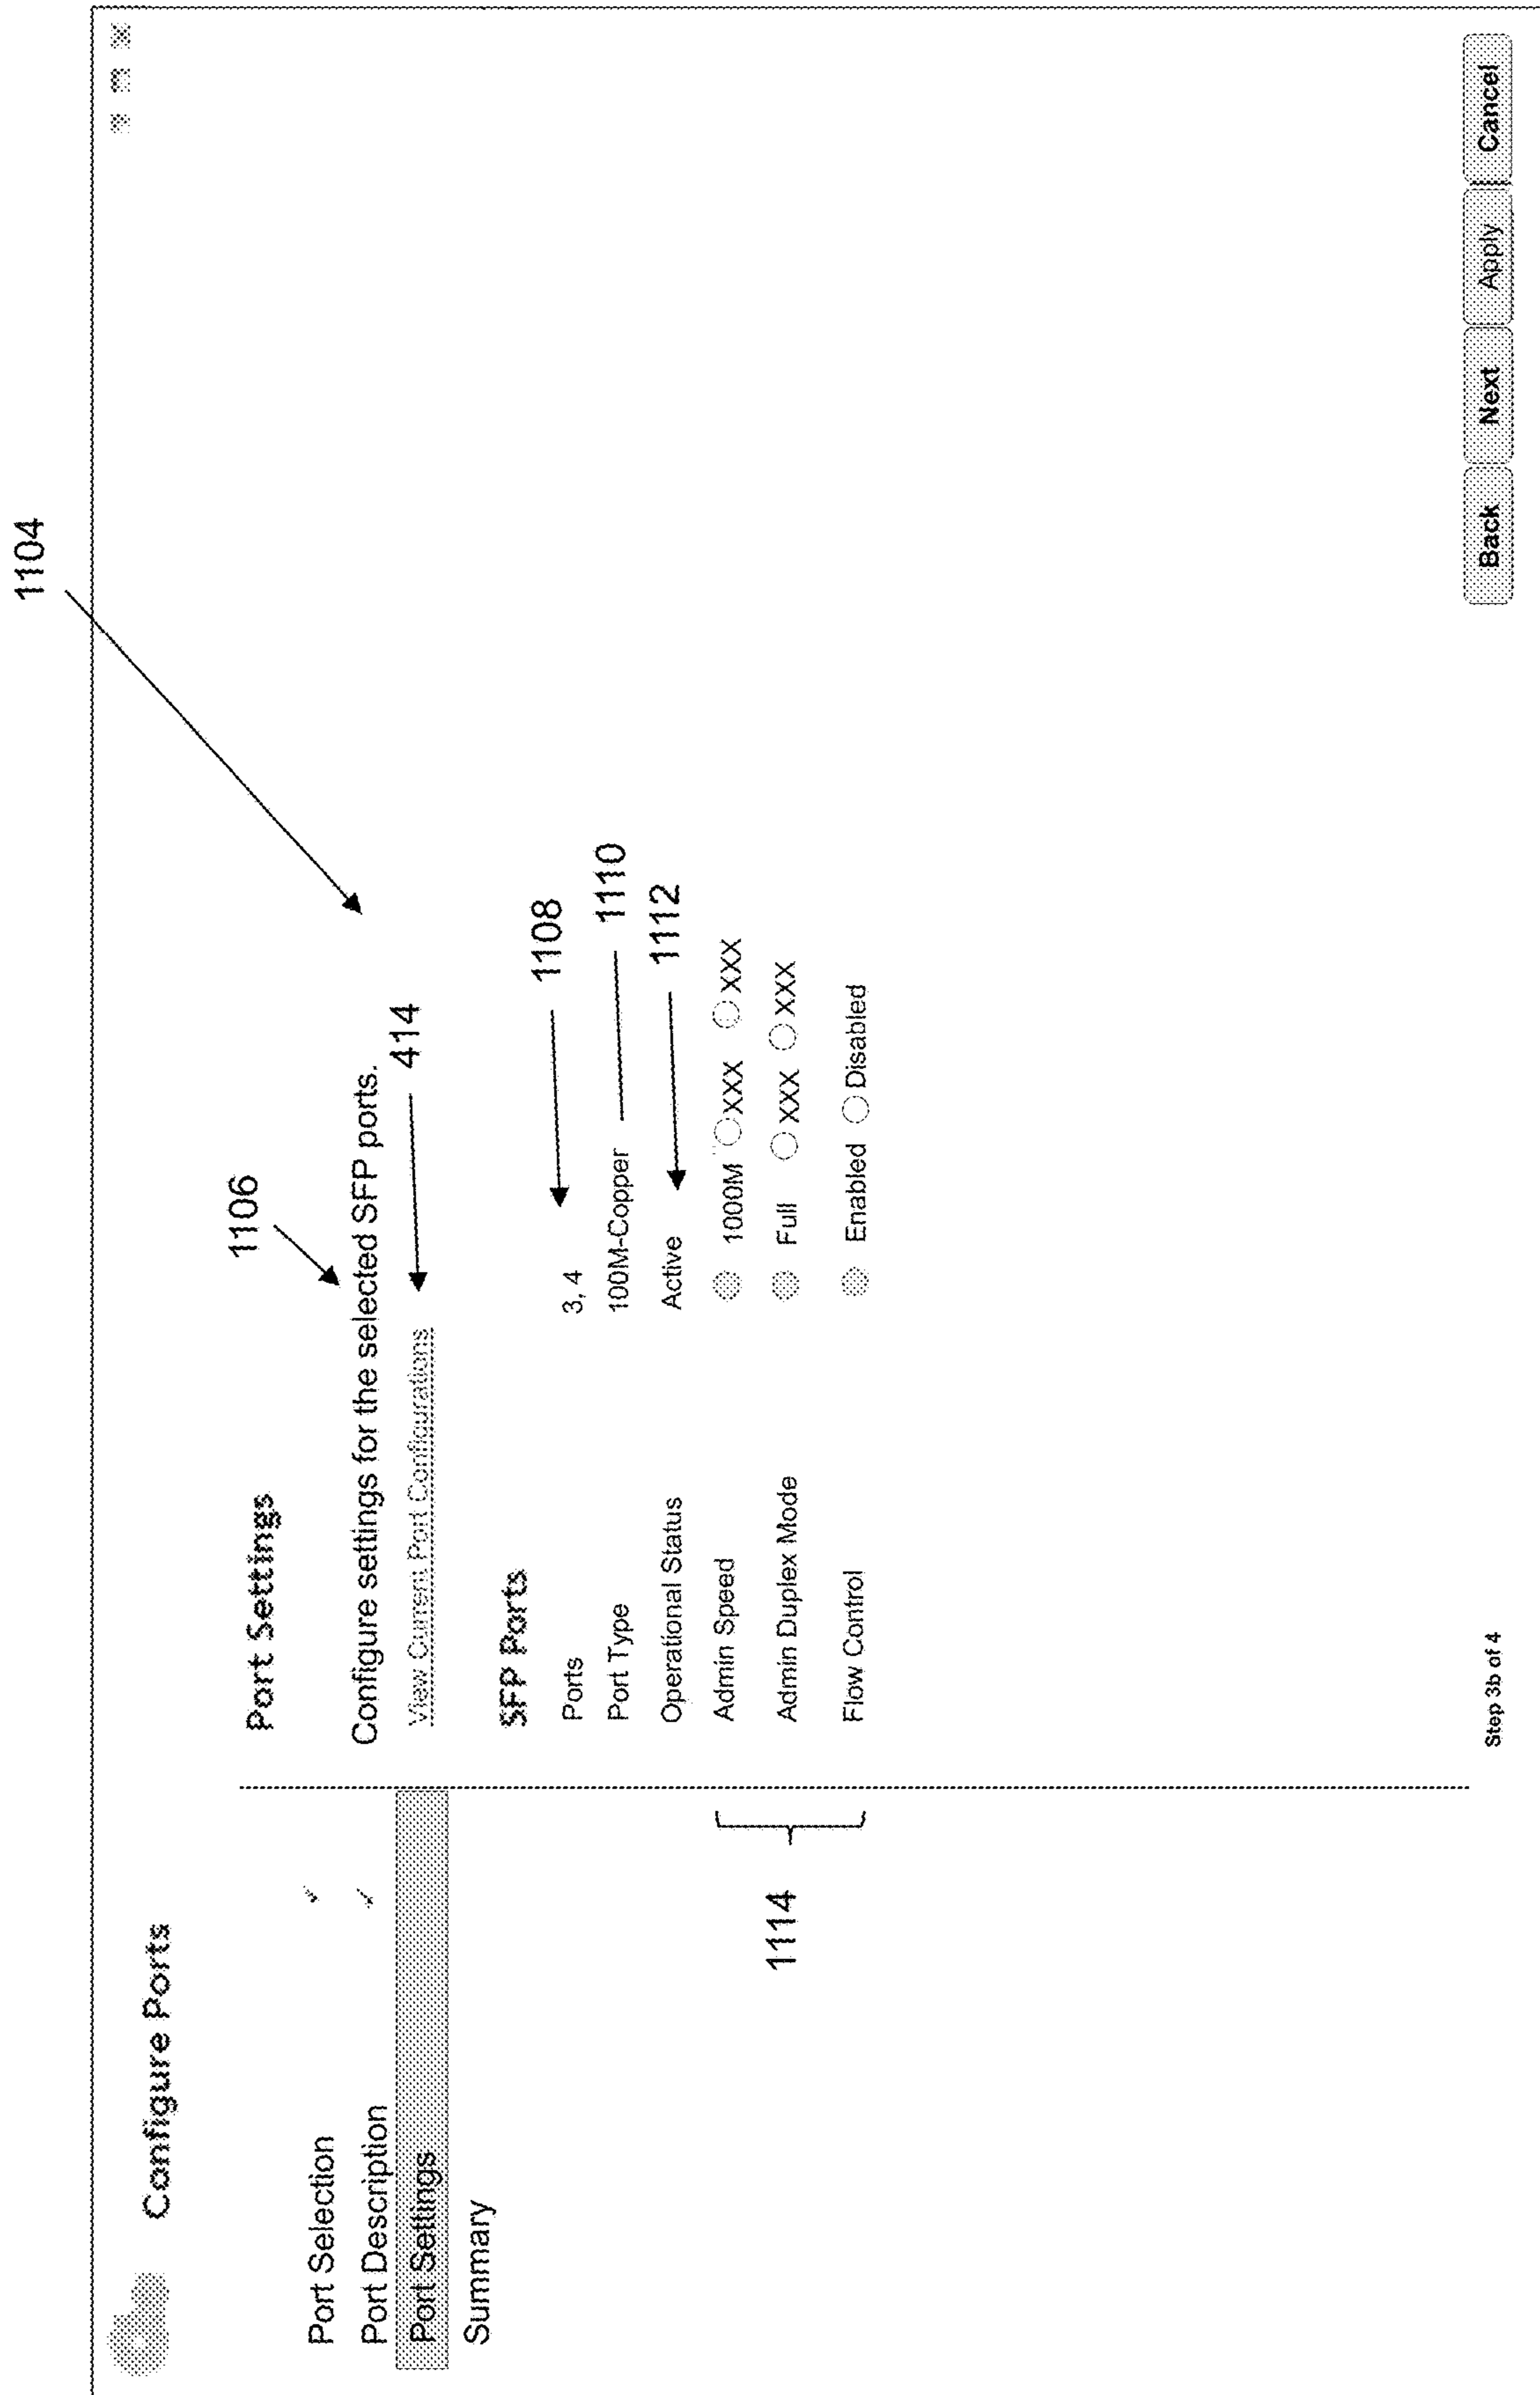 1104
Configure Ports
Port Selection
Port Description
Port Settings
Summary
1114
Port Settings
1106
Configure settings for the selected SFP ports.
View Current Port Configurations 414
SFP Ports
Ports 3, 4 1108
Port Type 100M-Copper 1110
Operational Status Active 1112
Admin Speed 1000M XXX XXX
Admin Duplex Mode Full XXX XXX
Flow Control Enabled Disabled
Step 3b of 4
Back Next Apply Cancel